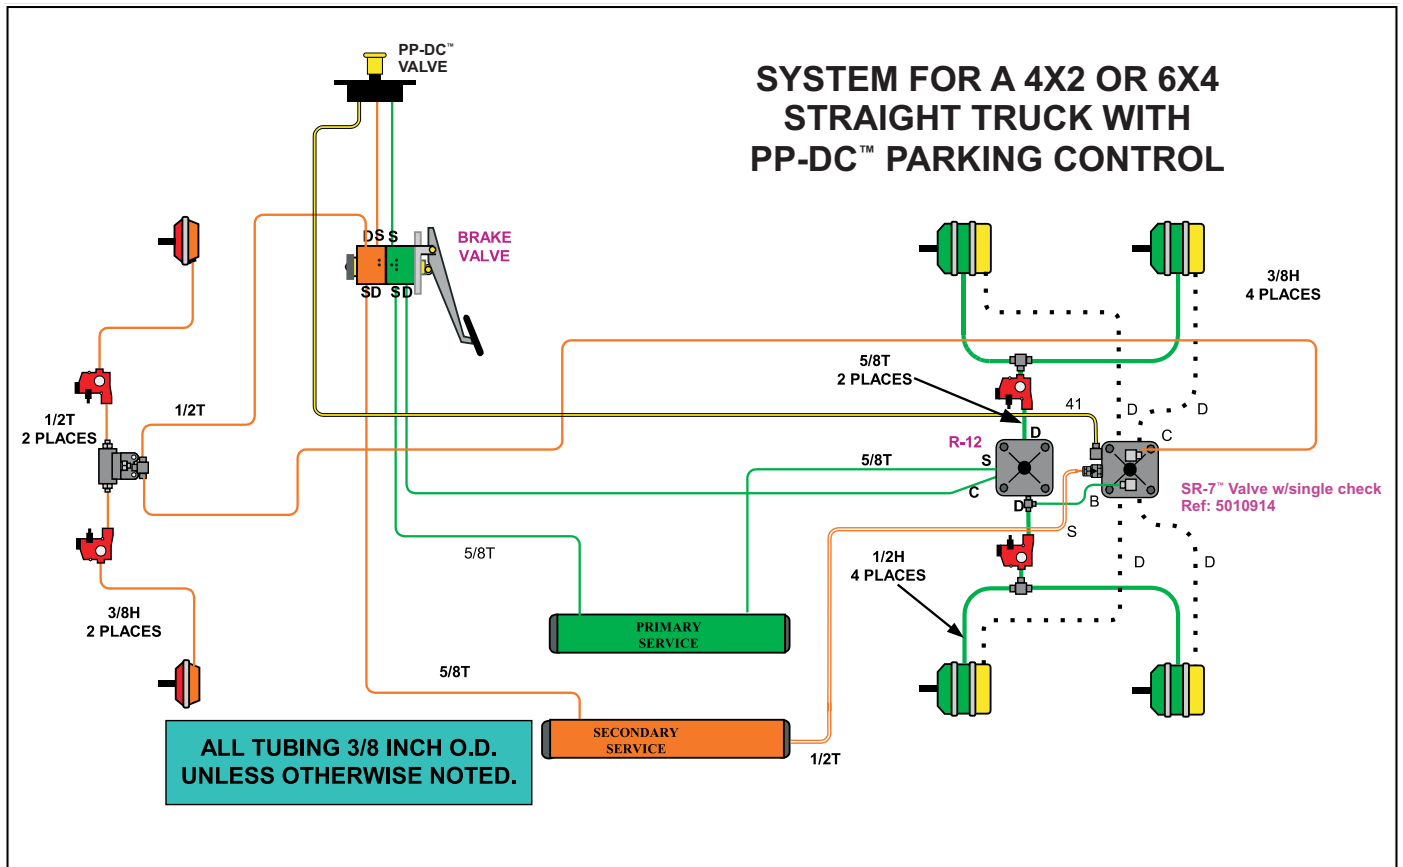 PP-DC™
VALVE
SYSTEM FOR A 4X2 OR 6X4
STRAIGHT TRUCK WITH
PP-DC™ PARKING CONTROL
DS S
BRAKE
VALVE
SD SD
3/8H
4 PLACES
5/8T
2 PLACES
1/2T
2 PLACES
1/2T
41
D
D
D
C
R-12
S
5/8T
C
SR-7™ Valve w/single check
Ref: 5010914
D
B
S
5/8T
1/2H
4 PLACES
D
D
3/8H
2 PLACES
PRIMARY
SERVICE
5/8T
SECONDARY
SERVICE
1/2T
ALL TUBING 3/8 INCH O.D.
UNLESS OTHERWISE NOTED.